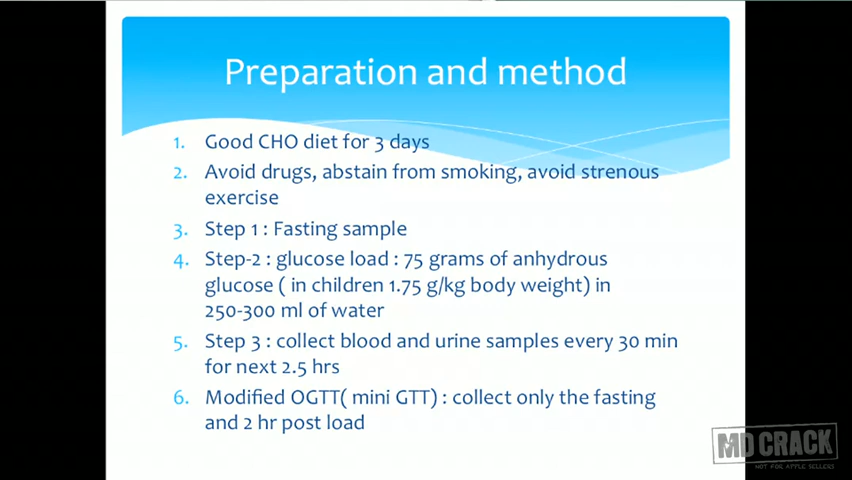 Preparation and method
1. Good CHO diet for 3 days
2. Avoid drugs, abstain from smoking, avoid strenous
exercise
3. Step 1 : Fasting sample
4. Step-2 : glucose load : 75 grams of anhydrous
glucose ( in children 1.75 g/kg body weight) in
250-300 ml of water
5. Step 3 : collect blood and urine samples every 30 min
for next 2.5 hrs
6. Modified OGTT( mini GTT) : collect only the fasting
and 2 hr post load
MD CRACK
NOT FOR APPLE SELLERS